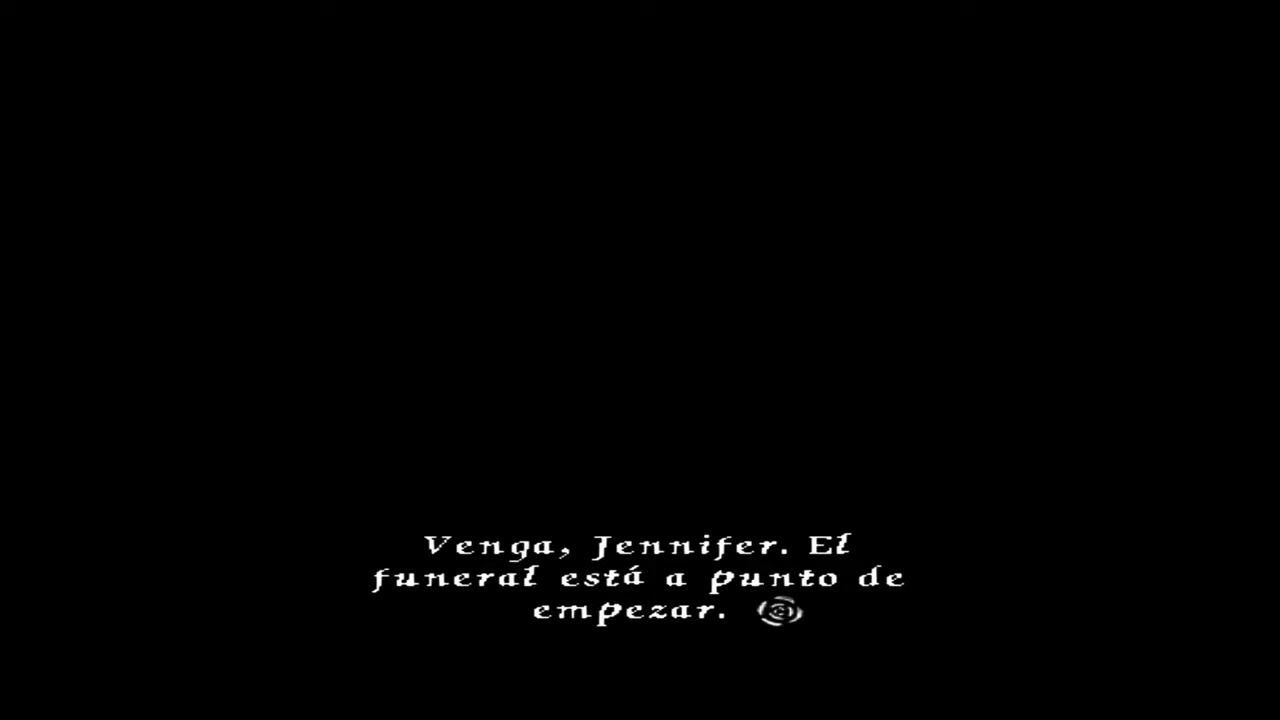 Venga, Jennifer. El
funeral está a punto de
empezar.